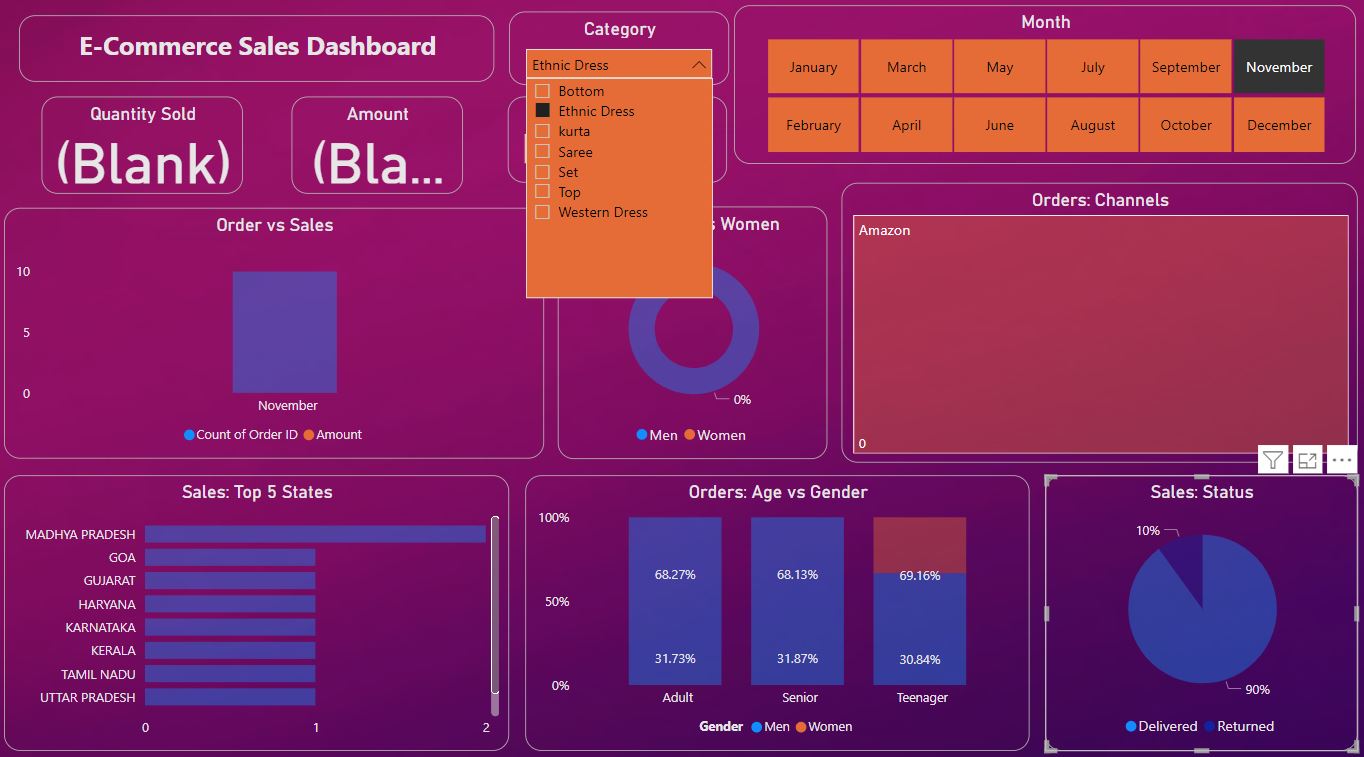 E-Commerce Sales Dashboard
Category
Ethnic Dress
Bottom
Ethnic Dress
kurta
Saree
Set
Top
Western Dress
Month
January
March
May
July
September
November
February
April
June
August
October
December
Quantity Sold
(Blank)
Amount
(Bla...
Order vs Sales
10
5
0
November
Count of Order ID
Amount
s Women
0%
Men
Women
Orders: Channels
Amazon
0
Sales: Top 5 States
MADHYA PRADESH
GOA
GUJARAT
HARYANA
KARNATAKA
KERALA
TAMIL NADU
UTTAR PRADESH
0
1
2
Orders: Age vs Gender
100%
50%
0%
68.27%
68.13%
69.16%
31.73%
31.87%
30.84%
Adult
Senior
Teenager
Gender
Men
Women
Sales: Status
10%
90%
Delivered
Returned